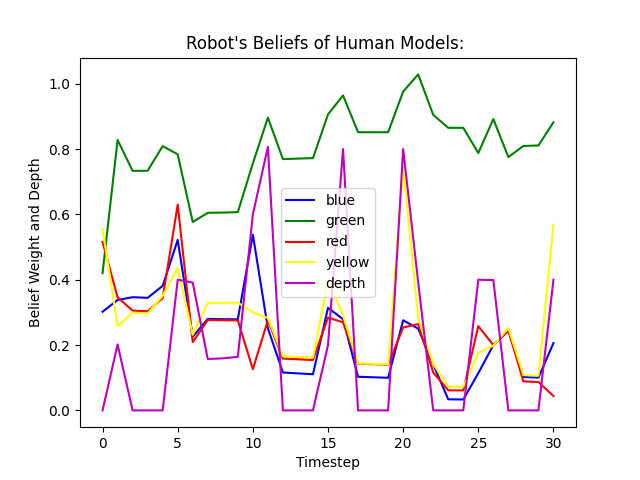 Robot's Beliefs of Human Models:
Belief Weight and Depth
1.0
0.8
0.6
0.4
0.2
0.0
blue
green
red
yellow
depth
0 5 10 15 20 25 30
Timestep